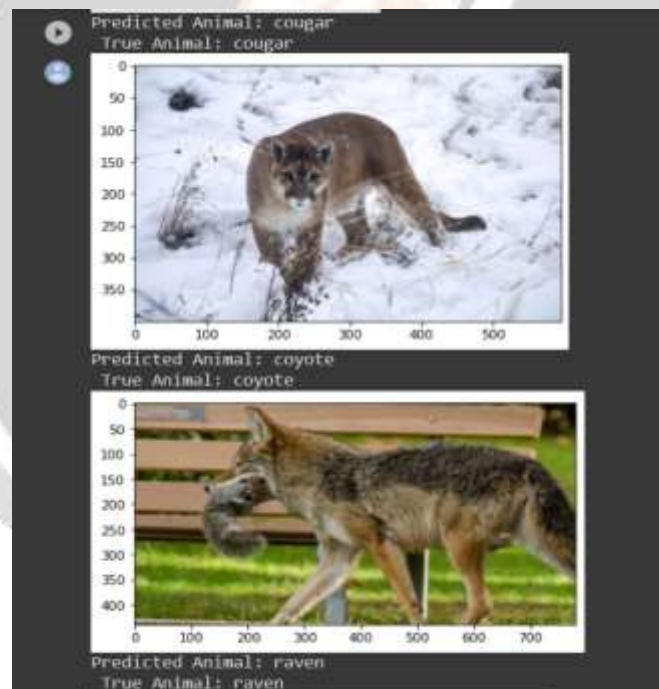 Predicted Animal: cougar
True Animal: cougar
0
50
100
150
200
250
300
350
0 100 200 300 400 500
Predicted Animal: coyote
True Animal: coyote
0
50
100
150
200
250
300
350
400
0 100 200 300 400 500 600 700
Predicted Animal: raven
True Animal: raven